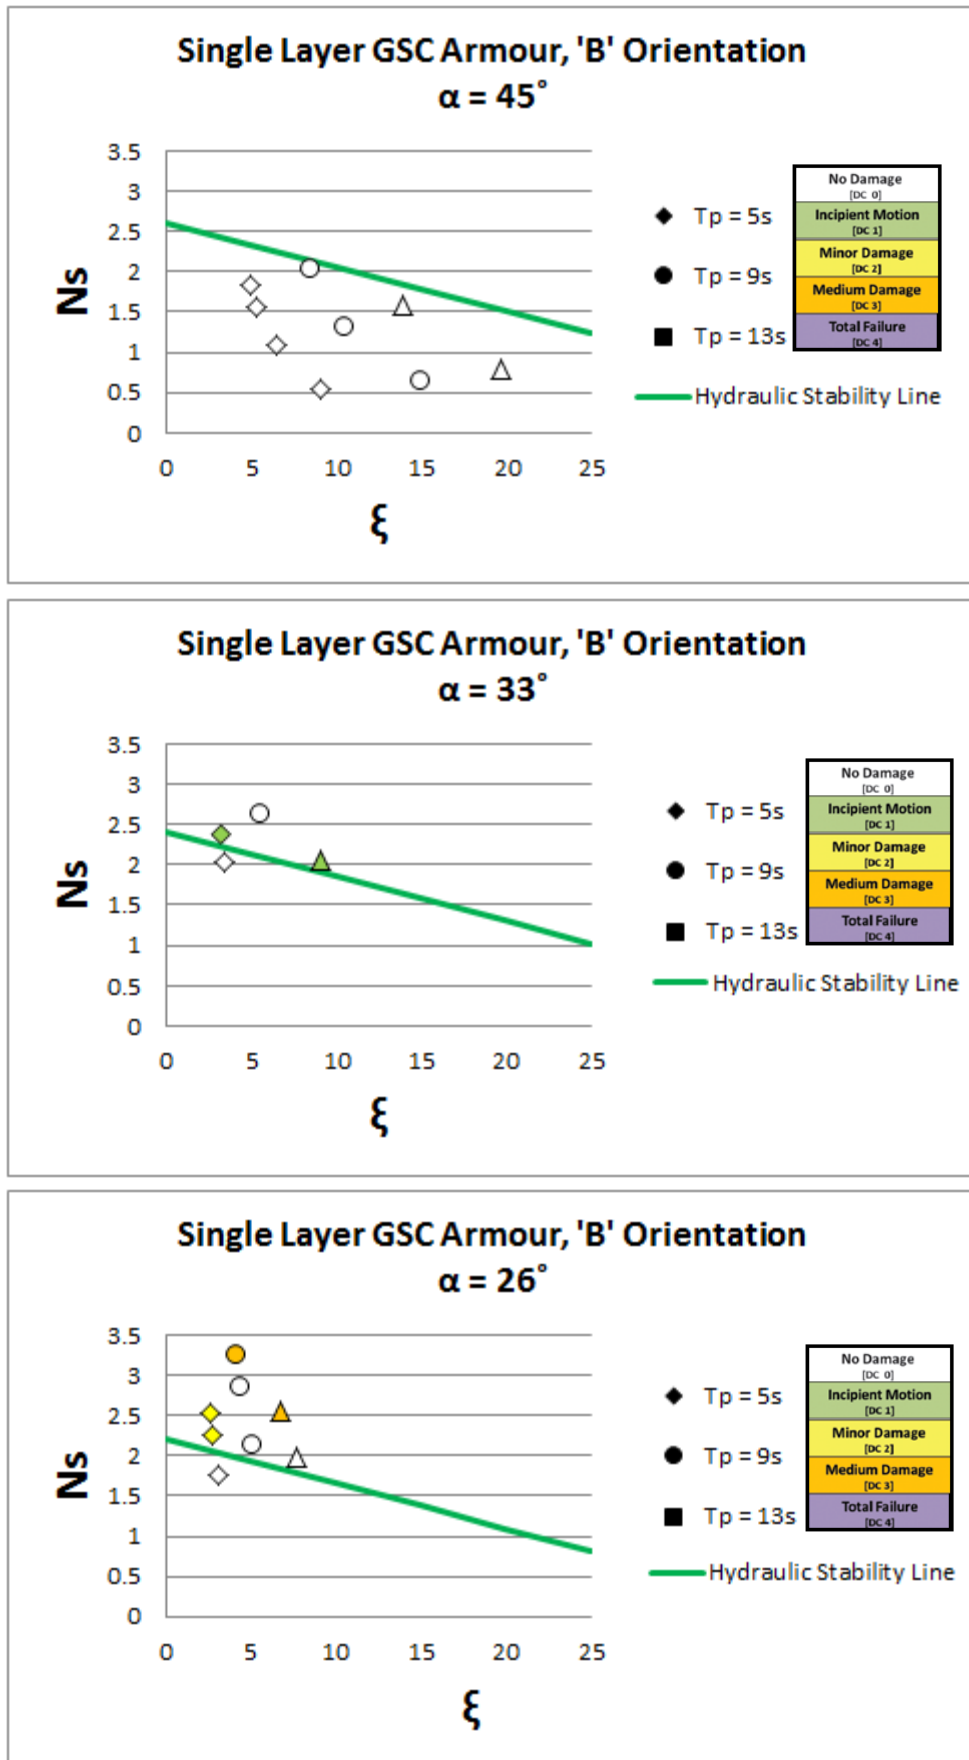 Single Layer GSC Armour, 'B' Orientation
α = 45°
3.5
3
2.5
2
1.5
1
0.5
0
Ns
0 5 10 15 20 25
ξ
Tp = 5s
Tp = 9s
Tp = 13s
Hydraulic Stability Line
No Damage
[DC 0]
Incipient Motion
[DC 1]
Minor Damage
[DC 2]
Medium Damage
[DC 3]
Total Failure
[DC 4]
Single Layer GSC Armour, 'B' Orientation
α = 33°
3.5
3
2.5
2
1.5
1
0.5
0
Ns
0 5 10 15 20 25
ξ
Tp = 5s
Tp = 9s
Tp = 13s
Hydraulic Stability Line
No Damage
[DC 0]
Incipient Motion
[DC 1]
Minor Damage
[DC 2]
Medium Damage
[DC 3]
Total Failure
[DC 4]
Single Layer GSC Armour, 'B' Orientation
α = 26°
3.5
3
2.5
2
1.5
1
0.5
0
Ns
0 5 10 15 20 25
ξ
Tp = 5s
Tp = 9s
Tp = 13s
Hydraulic Stability Line
No Damage
[DC 0]
Incipient Motion
[DC 1]
Minor Damage
[DC 2]
Medium Damage
[DC 3]
Total Failure
[DC 4]